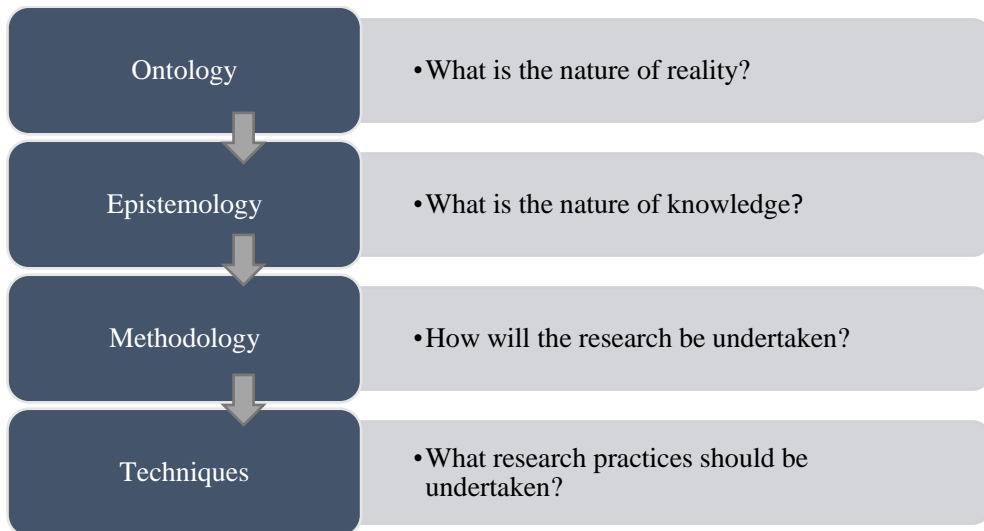 Ontology
•What is the nature of reality?
Epistemology
•What is the nature of knowledge?
Methodology
•How will the research be undertaken?
Techniques
•What research practices should be
undertaken?